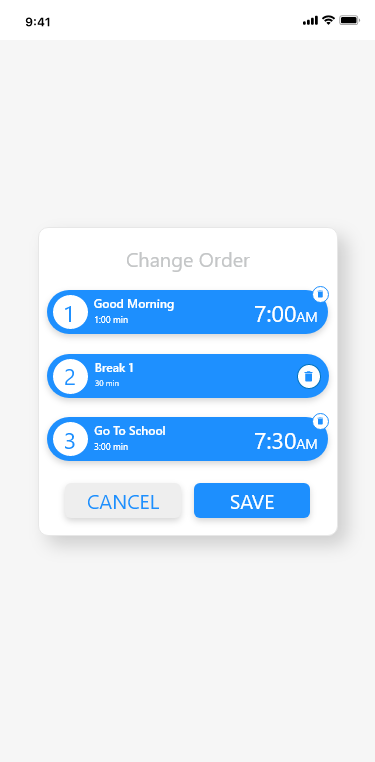 9:41
Change Order
1
Good Morning
1:00 min
7:00AM
2
Break 1
30 min
3
Go To School
3:00 min
7:30AM
CANCEL
SAVE